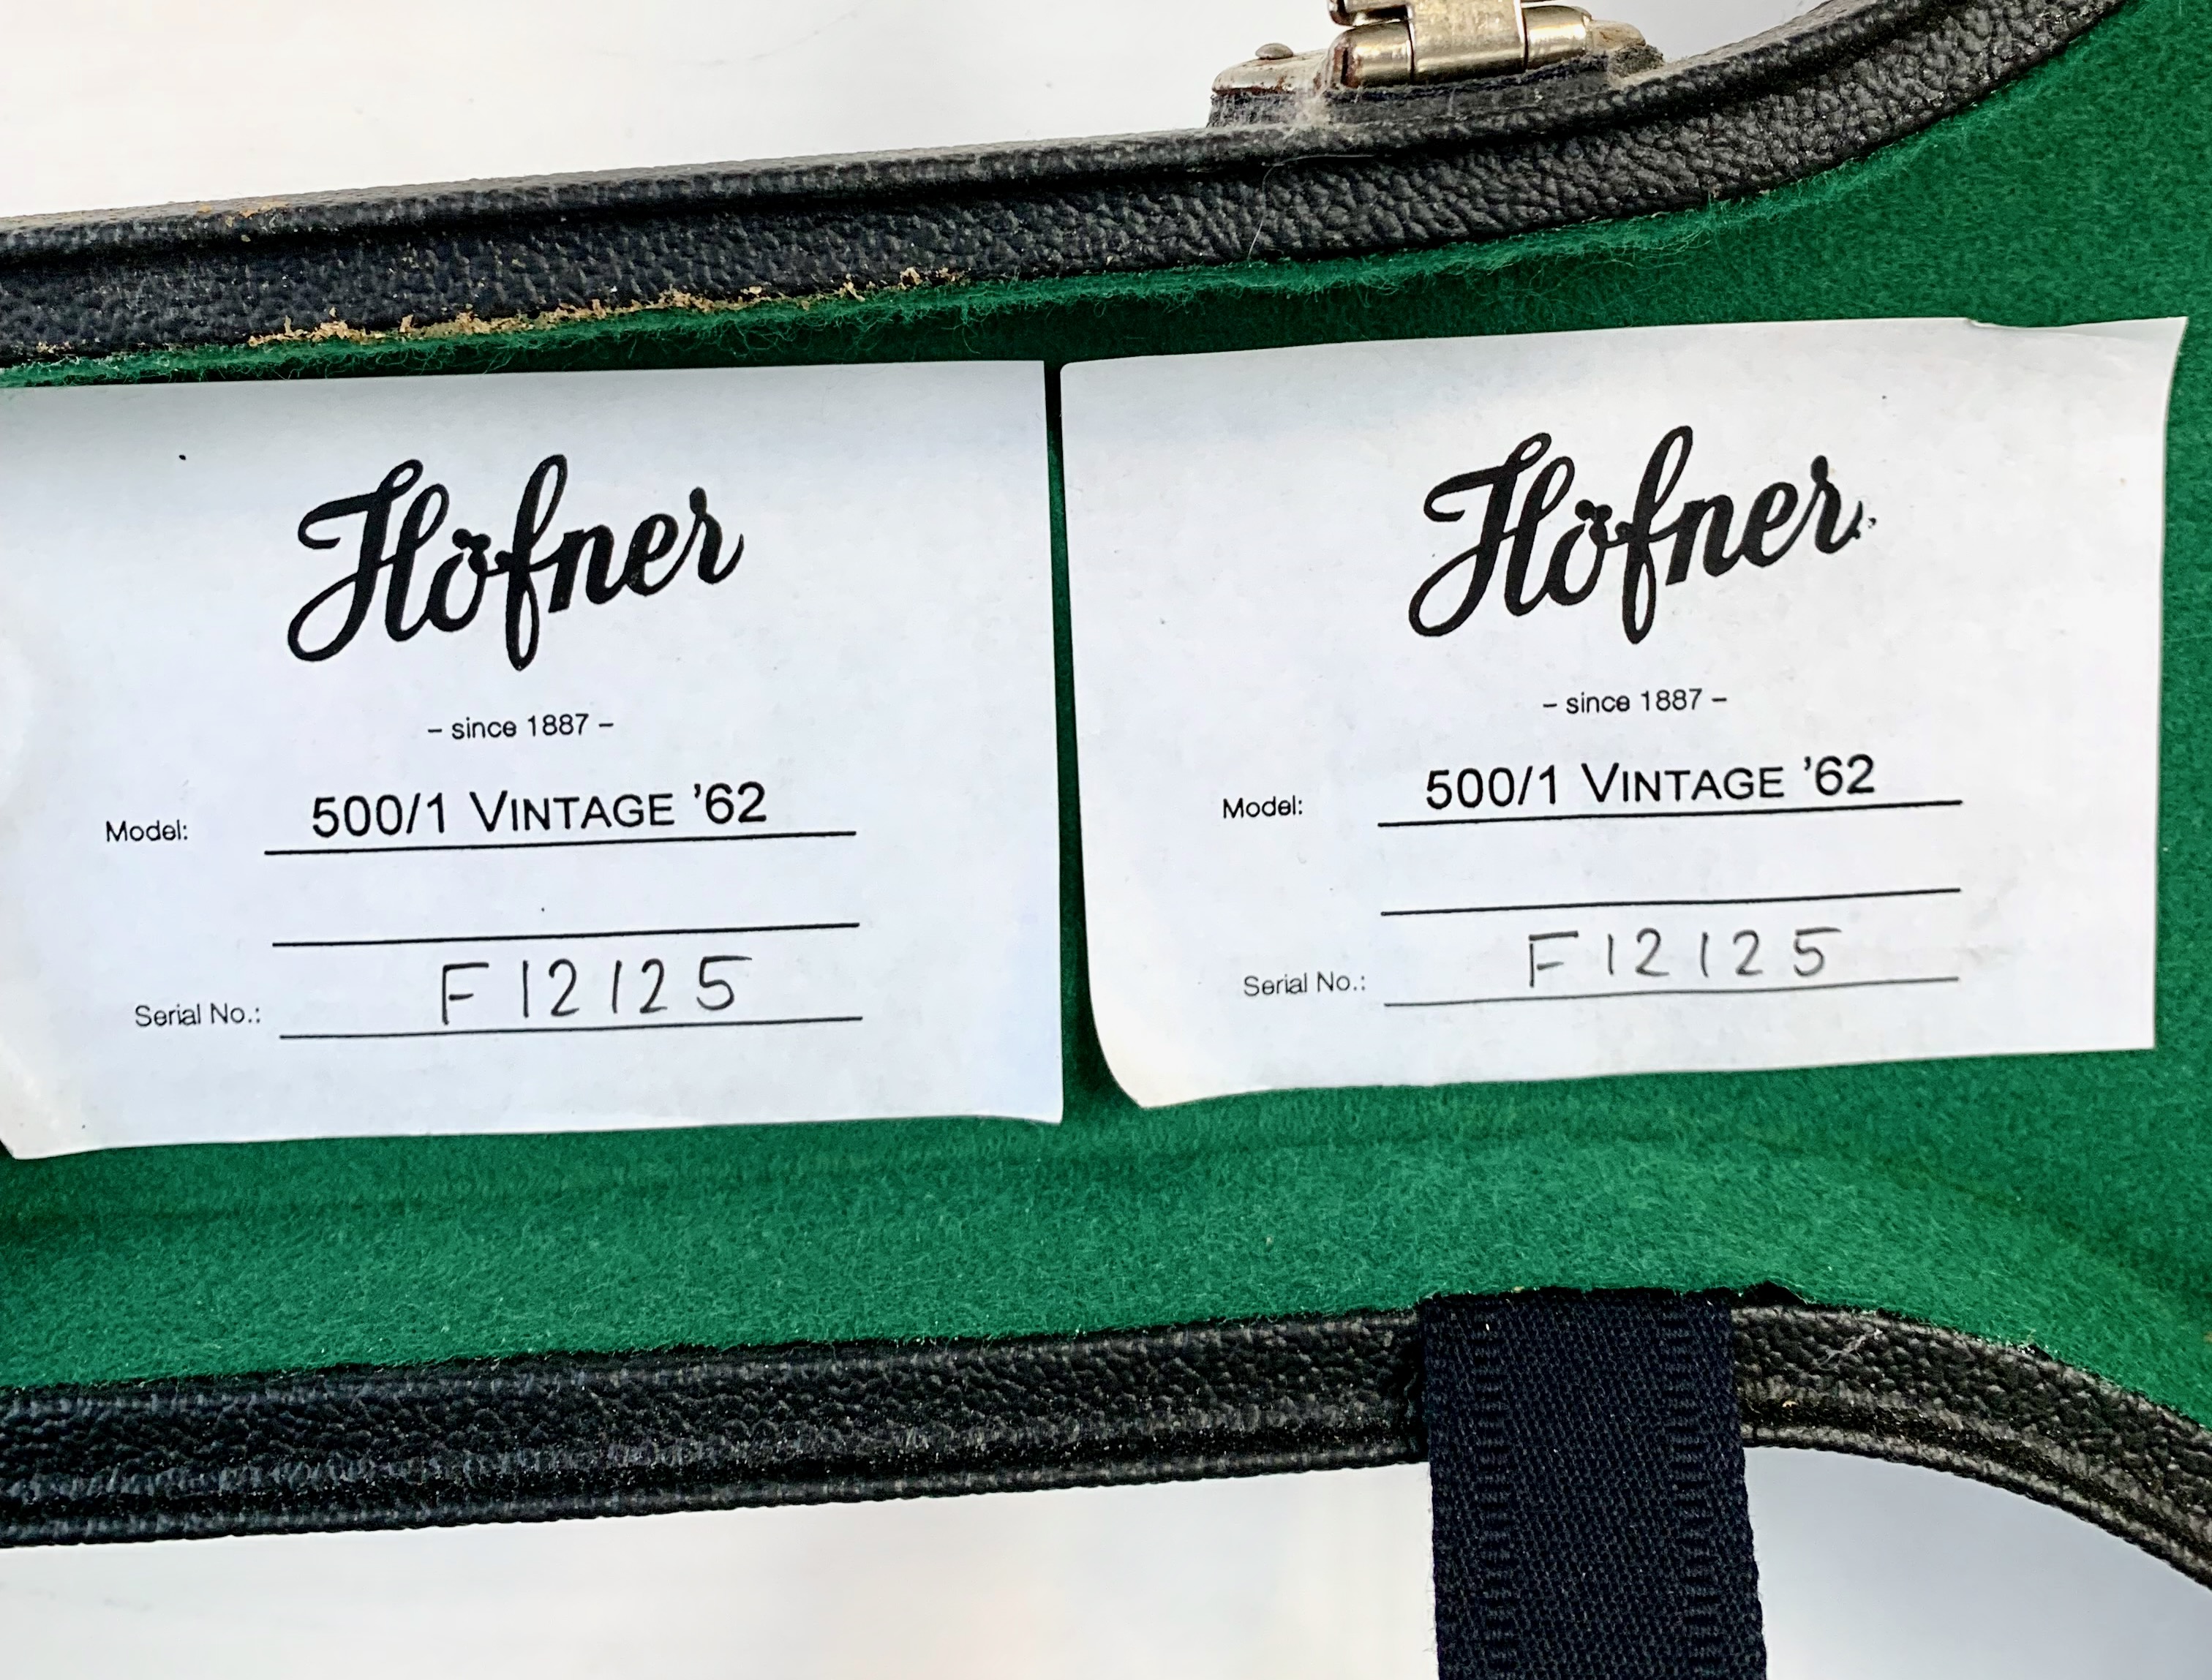 Höfner
– since 1887 –
Model: 500/1 VINTAGE '62
Serial No.: F12125
Höfner
– since 1887 –
Model: 500/1 VINTAGE '62
Serial No.: F12125